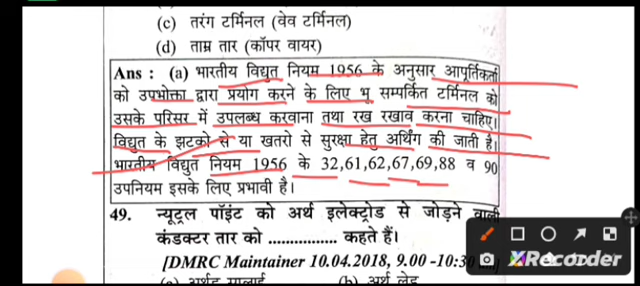 (c) तरंग टर्मिनल (वेव टर्मिनल)
(d) ताम्र तार (कॉपर वायर)
Ans : (a) भारतीय विद्युत नियम 1956 के अनुसार आपूर्तिकर्ता
को उपभोक्ता द्वारा प्रयोग करने के लिए भू सम्पर्कित टर्मिनल को
उसके परिसर में उपलब्ध करवाना तथा रख रखाव करना चाहिए।
विद्युत के झटको से या खतरो से सुरक्षा हेतु अर्थिंग की जाती है।
भारतीय विद्युत नियम 1956 के 32,61,62,67,69,88 व 90
उपनियम इसके लिए प्रभावी है।
49. न्यूट्रल पॉइंट को अर्थ इलेक्ट्रोड से जोड़ने वाली
कंडक्टर तार को ................ कहते हैं।
[DMRC Maintainer 10.04.2018, 9.00 -10:30
(b) अर्थ लेड
XRecorder